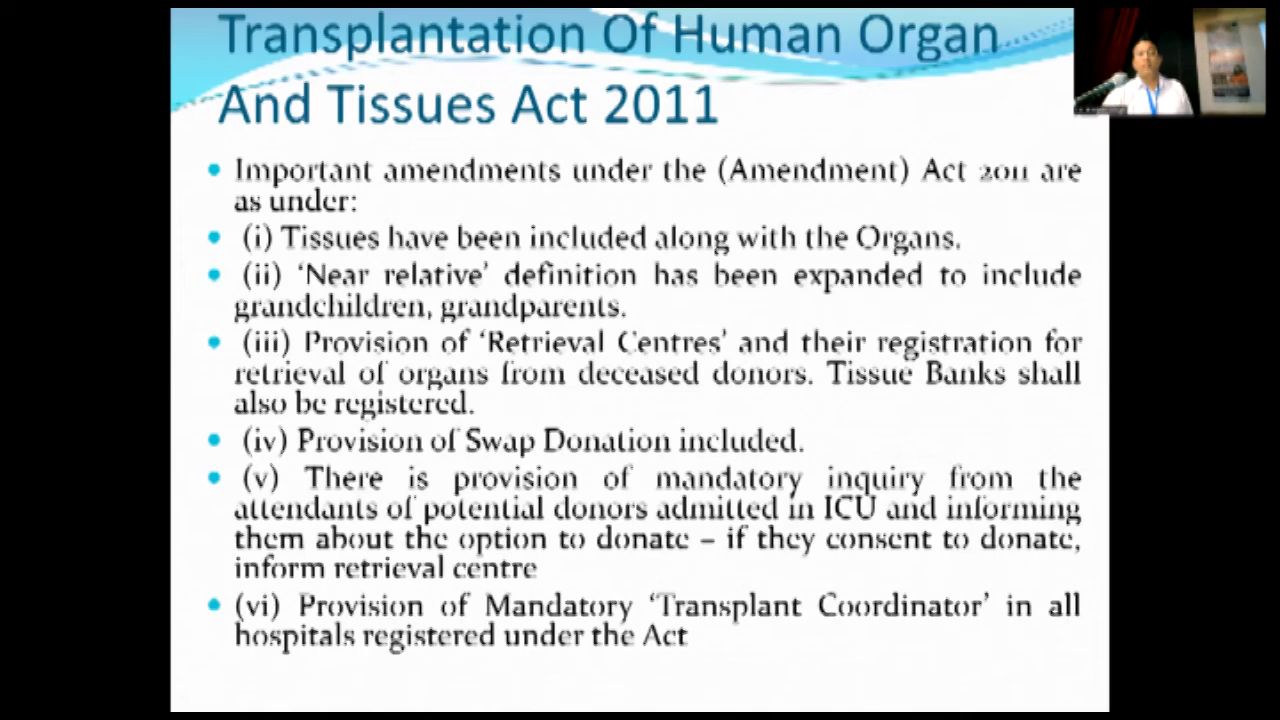 Transplantation Of Human Organ
And Tissues Act 2011
• Important amendments under the (Amendment) Act 2011 are
as under:
• (i) Tissues have been included along with the Organs.
• (ii) ‘Near relative’ definition has been expanded to include
grandchildren, grandparents.
• (iii) Provision of ‘Retrieval Centres’ and their registration for
retrieval of organs from deceased donors. Tissue Banks shall
also be registered.
• (iv) Provision of Swap Donation included.
• (v) There is provision of mandatory inquiry from the
attendants of potential donors admitted in ICU and informing
them about the option to donate – if they consent to donate,
inform retrieval centre
• (vi) Provision of Mandatory ‘Transplant Coordinator’ in all
hospitals registered under the Act